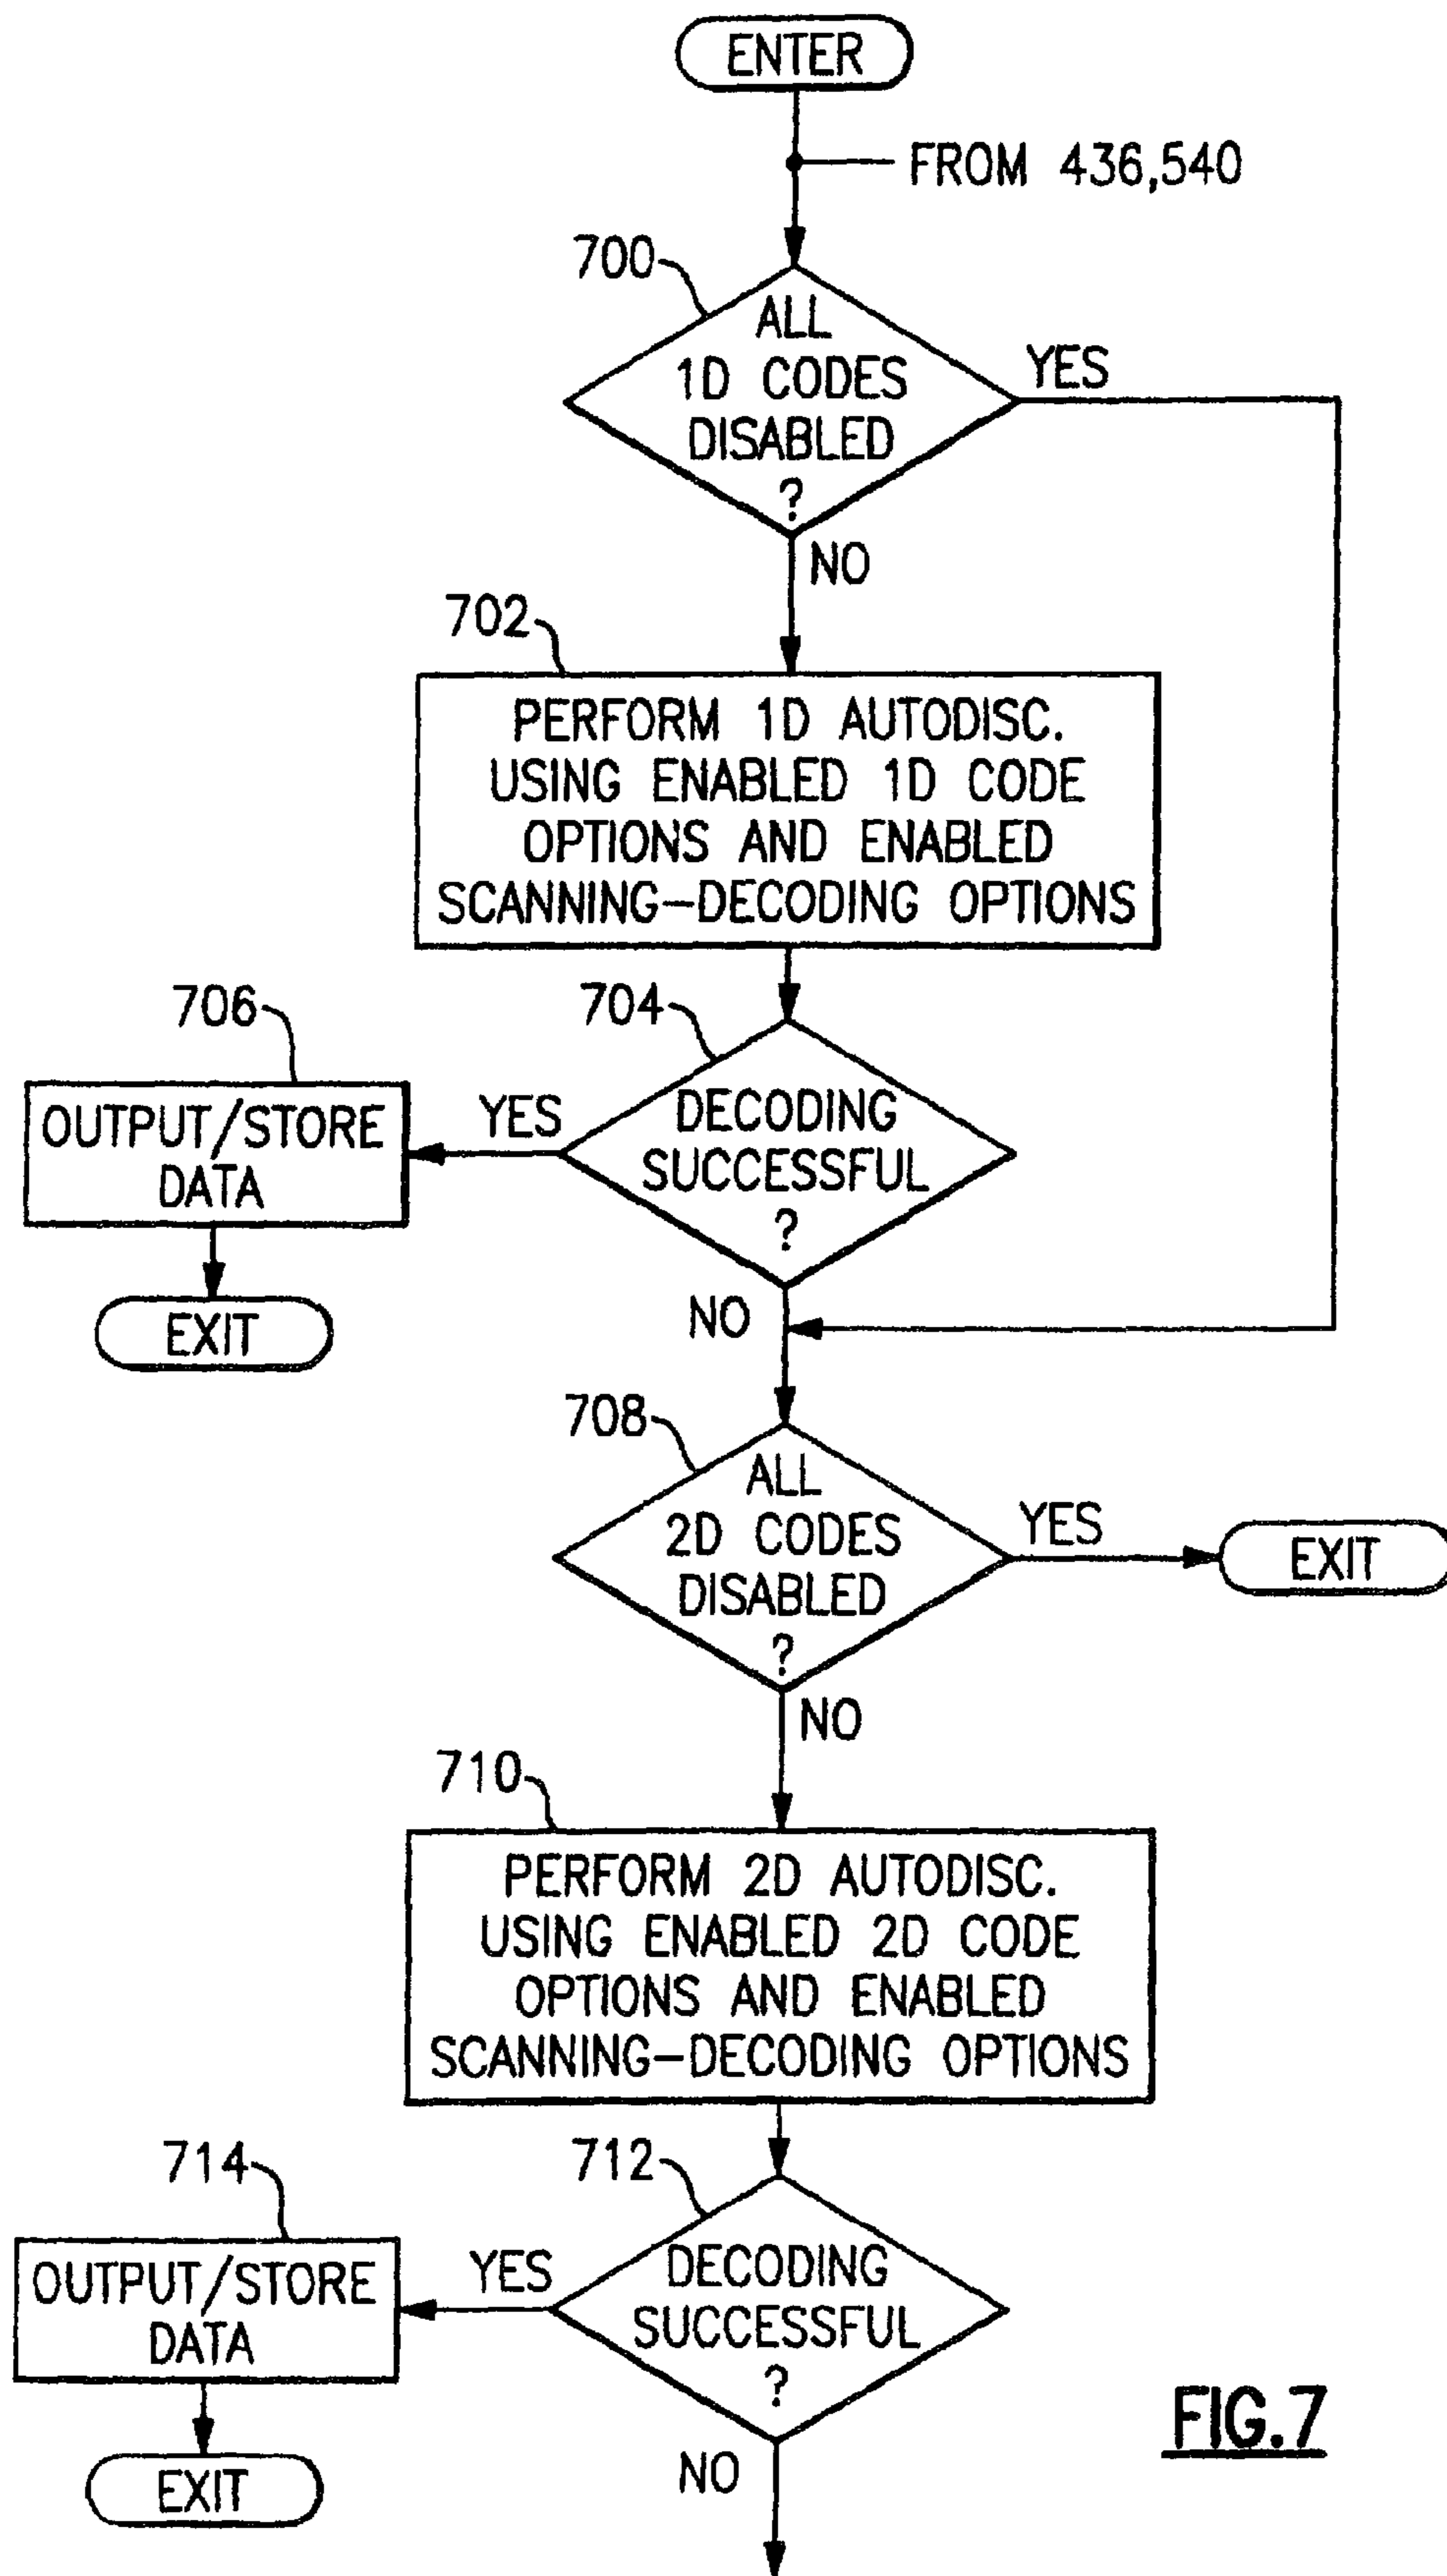 ENTER
FROM 436,540
700
ALL
1D CODES
DISABLED
?
YES
NO
702
PERFORM 1D AUTODISC.
USING ENABLED 1D CODE
OPTIONS AND ENABLED
SCANNING-DECODING OPTIONS
706
704
OUTPUT/STORE
DATA
YES
DECODING
SUCCESSFUL
?
EXIT
NO
708
ALL
2D CODES
DISABLED
?
YES
EXIT
NO
710
PERFORM 2D AUTODISC.
USING ENABLED 2D CODE
OPTIONS AND ENABLED
SCANNING-DECODING OPTIONS
714
712
OUTPUT/STORE
DATA
YES
DECODING
SUCCESSFUL
?
EXIT
NO
FIG.7